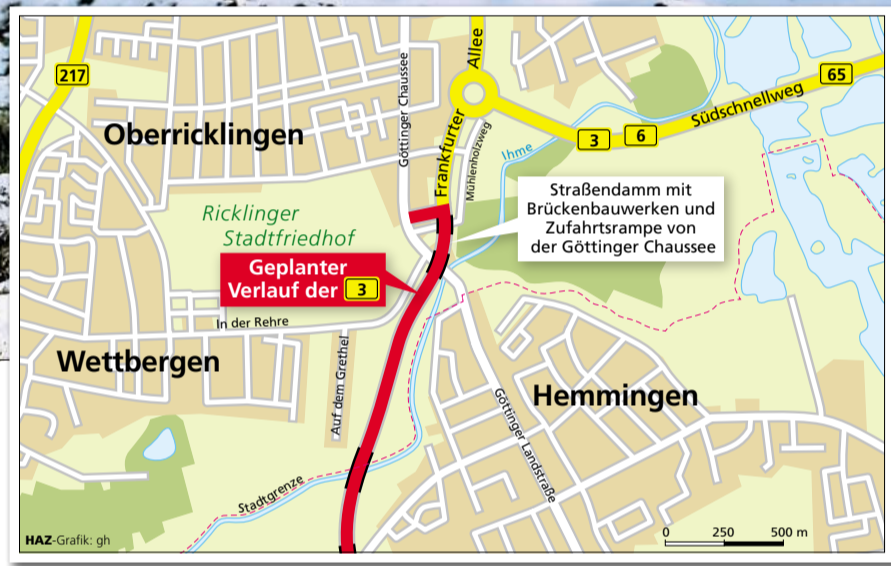 217
Oberricklingen
Göttinger Chaussee
Frankfurter Allee
Mühlenholzweg
Ihme
3
6
Südschnellweg
65
Straßendamm mit
Brückenbauwerken und
Zufahrtsrampe von
der Göttinger Chaussee
Ricklinger
Stadtfriedhof
Geplanter
Verlauf der 3
In der Rehre
Wettbergen
Auf dem Grethel
Hemmingen
Göttinger Landstraße
Stadtgrenze
HAZ-Grafik: gh
0 250 500 m